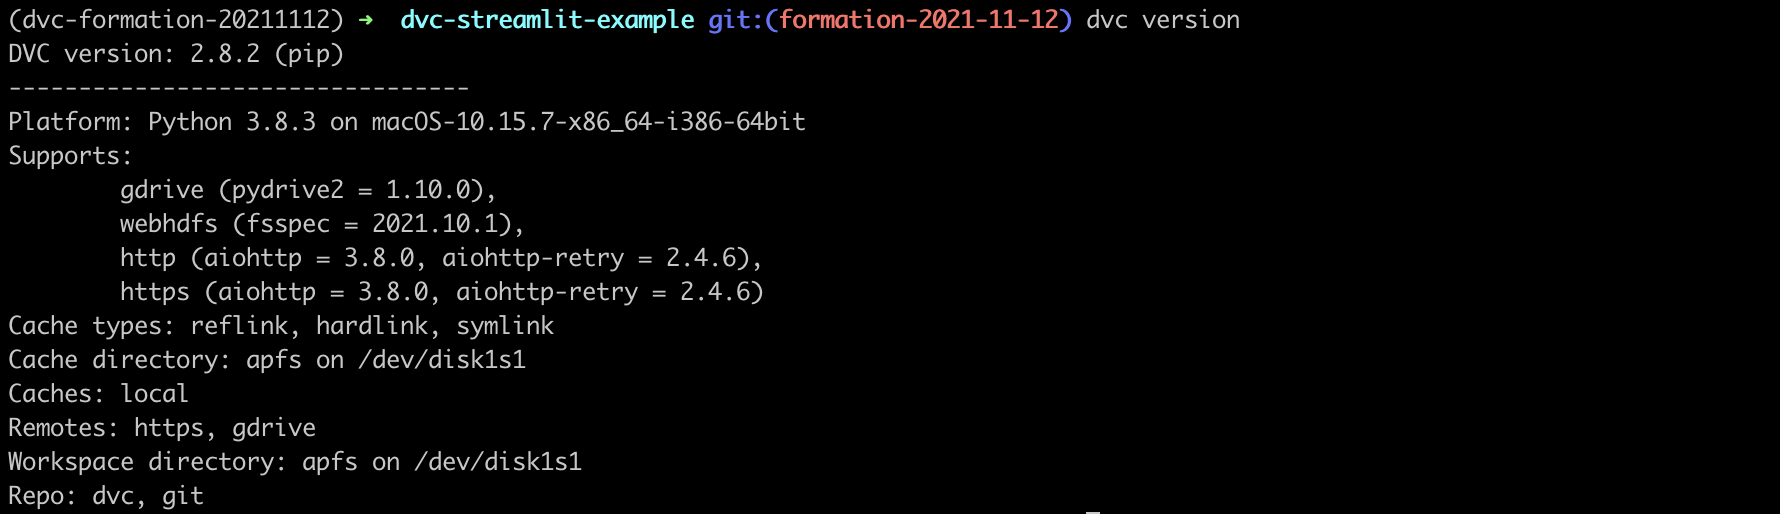 (dvc-formation-20211112) ➜  dvc-streamlit-example git:(formation-2021-11-12) dvc version
DVC version: 2.8.2 (pip)
---------------------------------
Platform: Python 3.8.3 on macOS-10.15.7-x86_64-i386-64bit
Supports:
        gdrive (pydrive2 = 1.10.0),
        webhdfs (fsspec = 2021.10.1),
        http (aiohttp = 3.8.0, aiohttp-retry = 2.4.6),
        https (aiohttp = 3.8.0, aiohttp-retry = 2.4.6)
Cache types: reflink, hardlink, symlink
Cache directory: apfs on /dev/disk1s1
Caches: local
Remotes: https, gdrive
Workspace directory: apfs on /dev/disk1s1
Repo: dvc, git